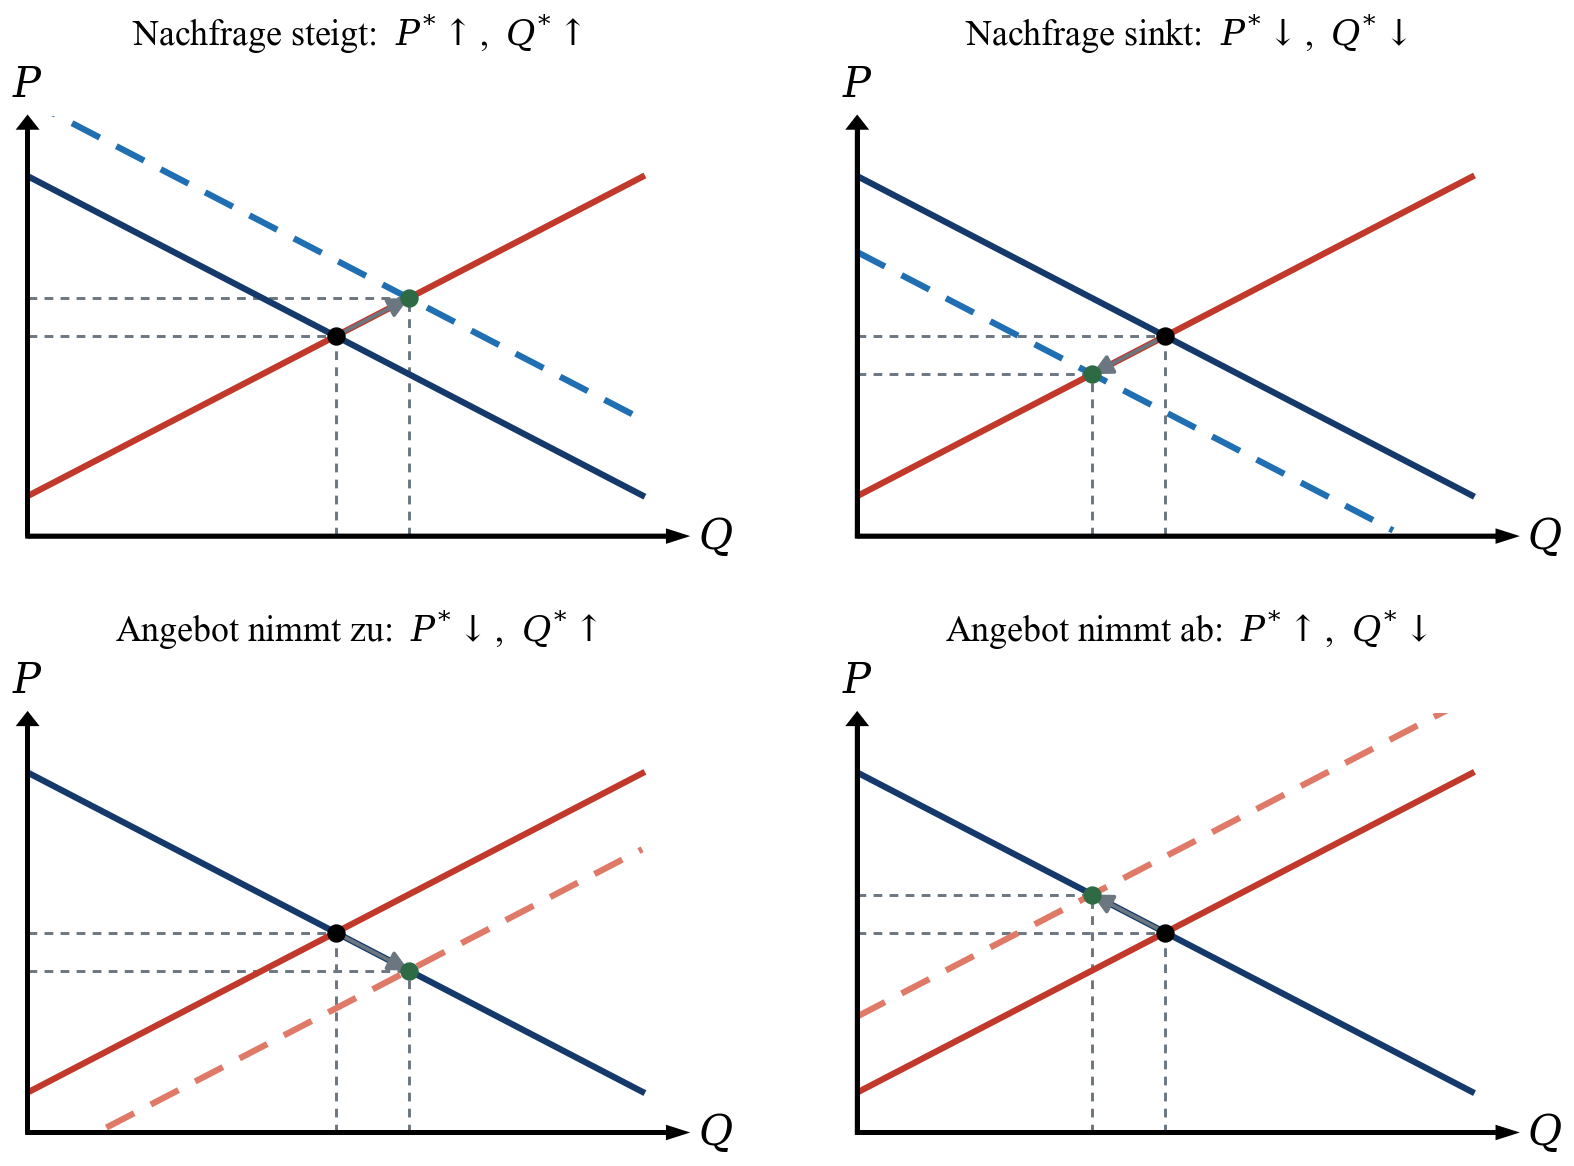 Nachfrage steigt: P* ↑ , Q* ↑
P
Q
Nachfrage sinkt: P* ↓ , Q* ↓
P
Q
Angebot nimmt zu: P* ↓ , Q* ↑
P
Q
Angebot nimmt ab: P* ↑ , Q* ↓
P
Q